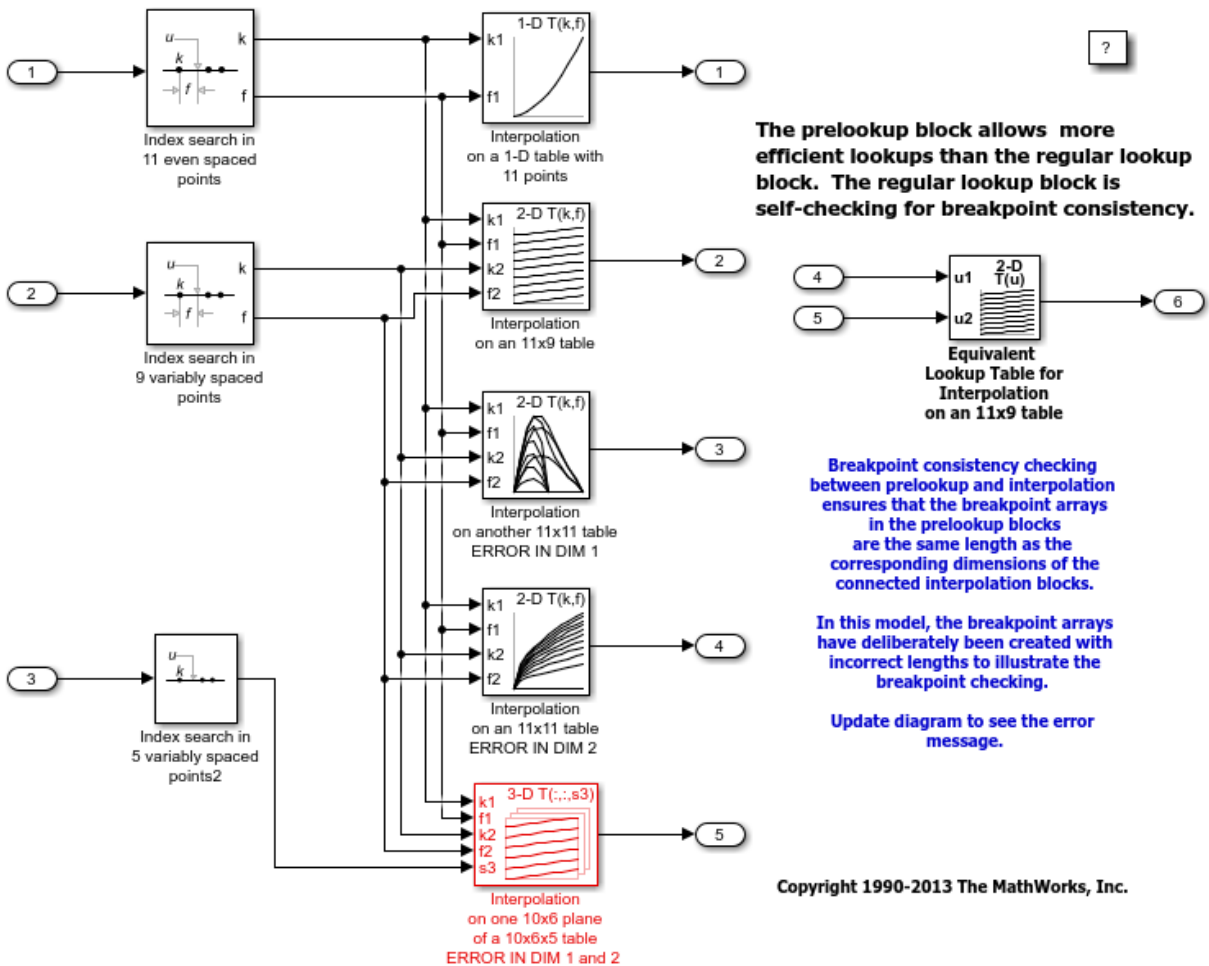 1
u
k
f
k
f
Index search in
11 even spaced
points
1-D T(k,f)
k1
f1
Interpolation
on a 1-D table with
11 points
1
?
The prelookup block allows more
efficient lookups than the regular lookup
block. The regular lookup block is
self-checking for breakpoint consistency.
2
u
k
f
k
f
Index search in
9 variably spaced
points
2-D T(k,f)
k1
f1
k2
f2
Interpolation
on an 11x9 table
2
4
5
u1
u2
2-D
T(u)
6
Equivalent
Lookup Table for
Interpolation
on an 11x9 table
2-D T(k,f)
k1
f1
k2
f2
Interpolation
on another 11x11 table
ERROR IN DIM 1
3
Breakpoint consistency checking
between prelookup and interpolation
ensures that the breakpoint arrays
in the prelookup blocks
are the same length as the
corresponding dimensions of the
connected interpolation blocks.
In this model, the breakpoint arrays
have deliberately been created with
incorrect lengths to illustrate the
breakpoint checking.
Update diagram to see the error
message.
2-D T(k,f)
k1
f1
k2
f2
Interpolation
on an 11x11 table
ERROR IN DIM 2
4
3
u
k
Index search in
5 variably spaced
points2
3-D T(:,:,s3)
k1
f1
k2
f2
s3
Interpolation
on one 10x6 plane
of a 10x6x5 table
ERROR IN DIM 1 and 2
5
Copyright 1990-2013 The MathWorks, Inc.